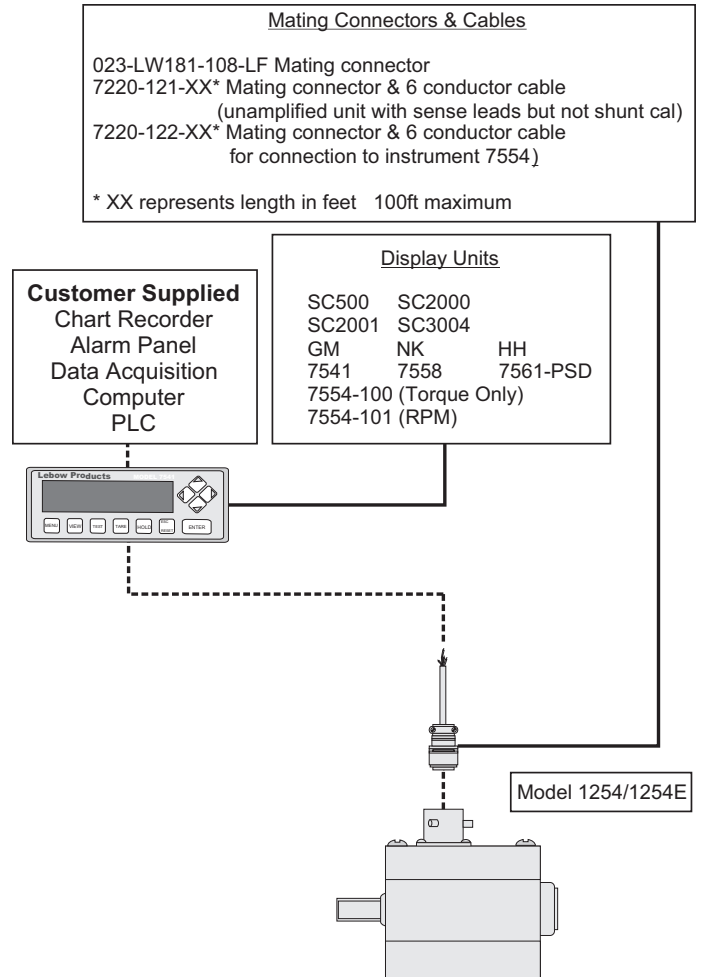 Mating Connectors & Cables
023-LW181-108-LF Mating connector
7220-121-XX* Mating connector & 6 conductor cable
(unamplified unit with sense leads but not shunt cal)
7220-122-XX* Mating connector & 6 conductor cable
for connection to instrument 7554)
* XX represents length in feet 100ft maximum
Display Units
SC500 SC2000
SC2001 SC3004
GM NK HH
7541 7558 7561-PSD
7554-100 (Torque Only)
7554-101 (RPM)
Customer Supplied
Chart Recorder
Alarm Panel
Data Acquisition
Computer
PLC
Lebow Products
MENU VIEW TEST TARE HOLD ESC RESET ENTER
Model 1254/1254E